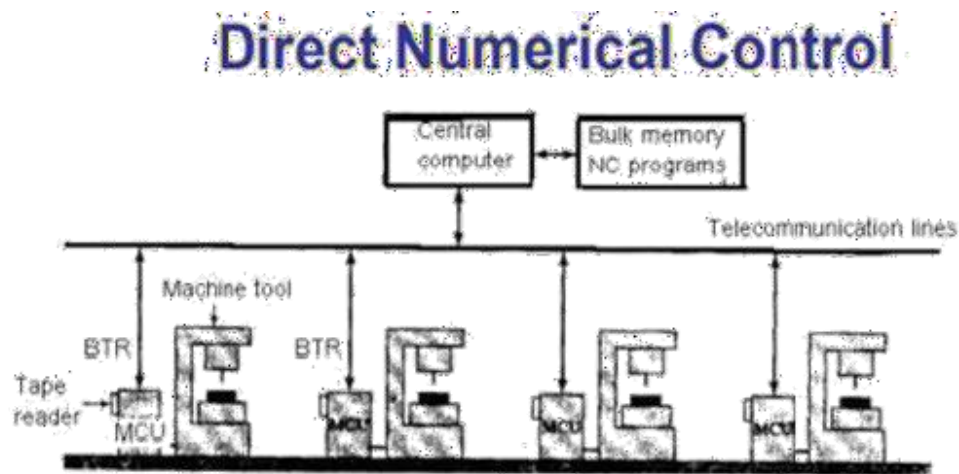 Direct Numerical Control
Central
computer
Bulk memory
NC programs
Telecommunication lines
Machine tool
BTR
BTR
Tape
reader
MCU
MCU
MCU
MCU